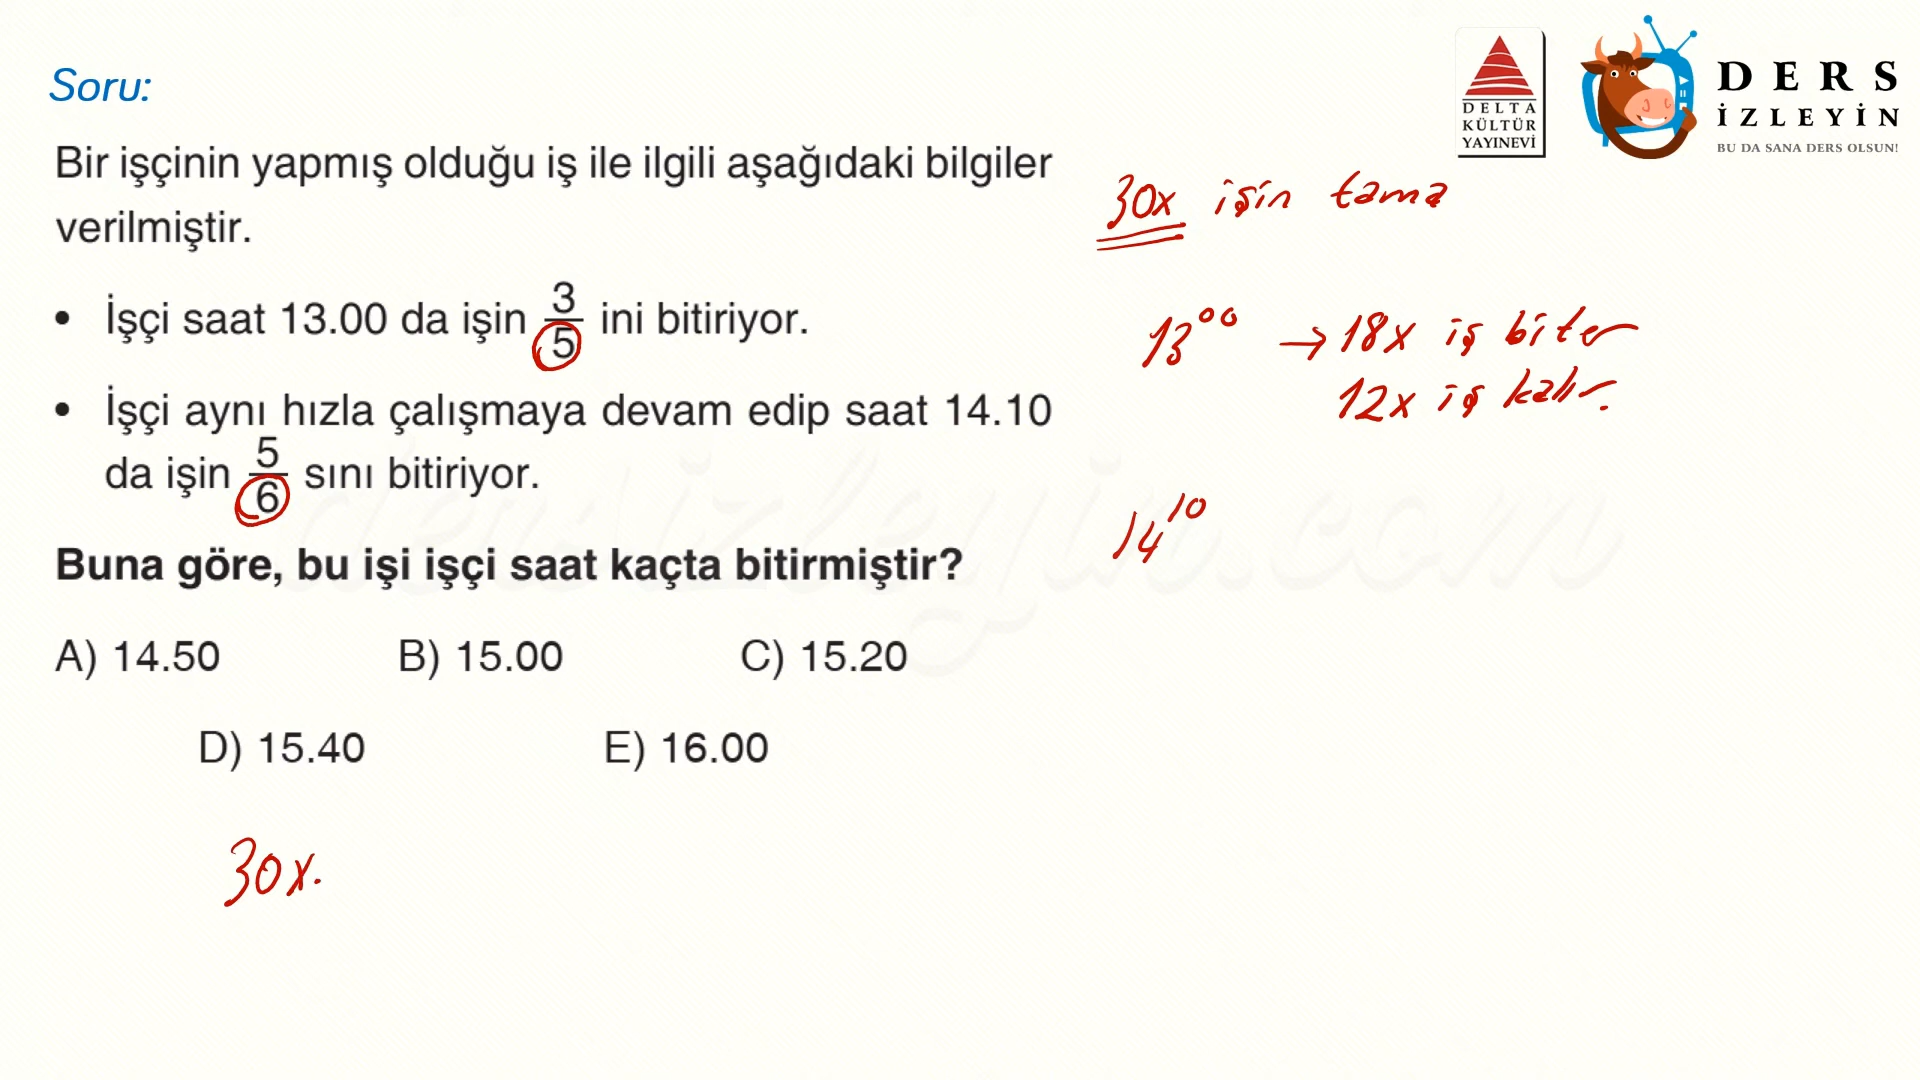 Soru:
DELTA
KÜLTÜR
YAYINEVİ
DERS
İZLEYİN
BU DA SANA DERS OLSUN!
Bir işçinin yapmış olduğu iş ile ilgili aşağıdaki bilgiler
verilmiştir.
• İşçi saat 13.00 da işin 3/5 ini bitiriyor.
• İşçi aynı hızla çalışmaya devam edip saat 14.10
da işin 5/6 sını bitiriyor.
Buna göre, bu işi işçi saat kaçta bitirmiştir?
A) 14.50 B) 15.00 C) 15.20
D) 15.40 E) 16.00
30x.
30x işin tama
13⁰⁰ → 18x iş biter
12x iş kalır.
14¹⁰
dersizleyin.com